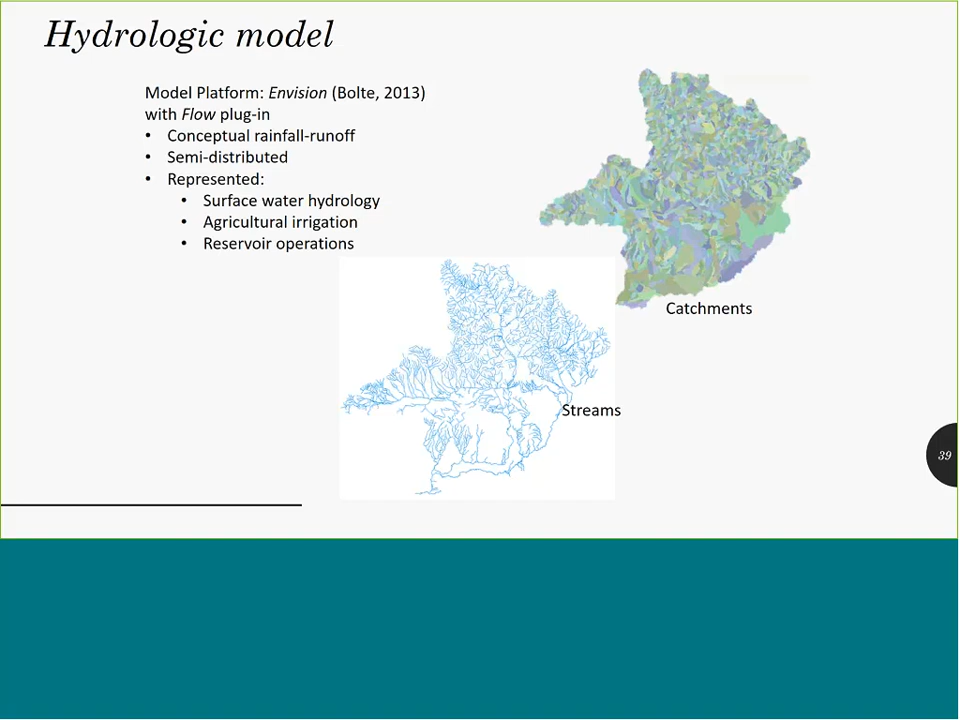 Hydrologic model
Model Platform: Envision (Bolte, 2013)
with Flow plug-in
• Conceptual rainfall-runoff
• Semi-distributed
• Represented:
• Surface water hydrology
• Agricultural irrigation
• Reservoir operations
Catchments
Streams
39